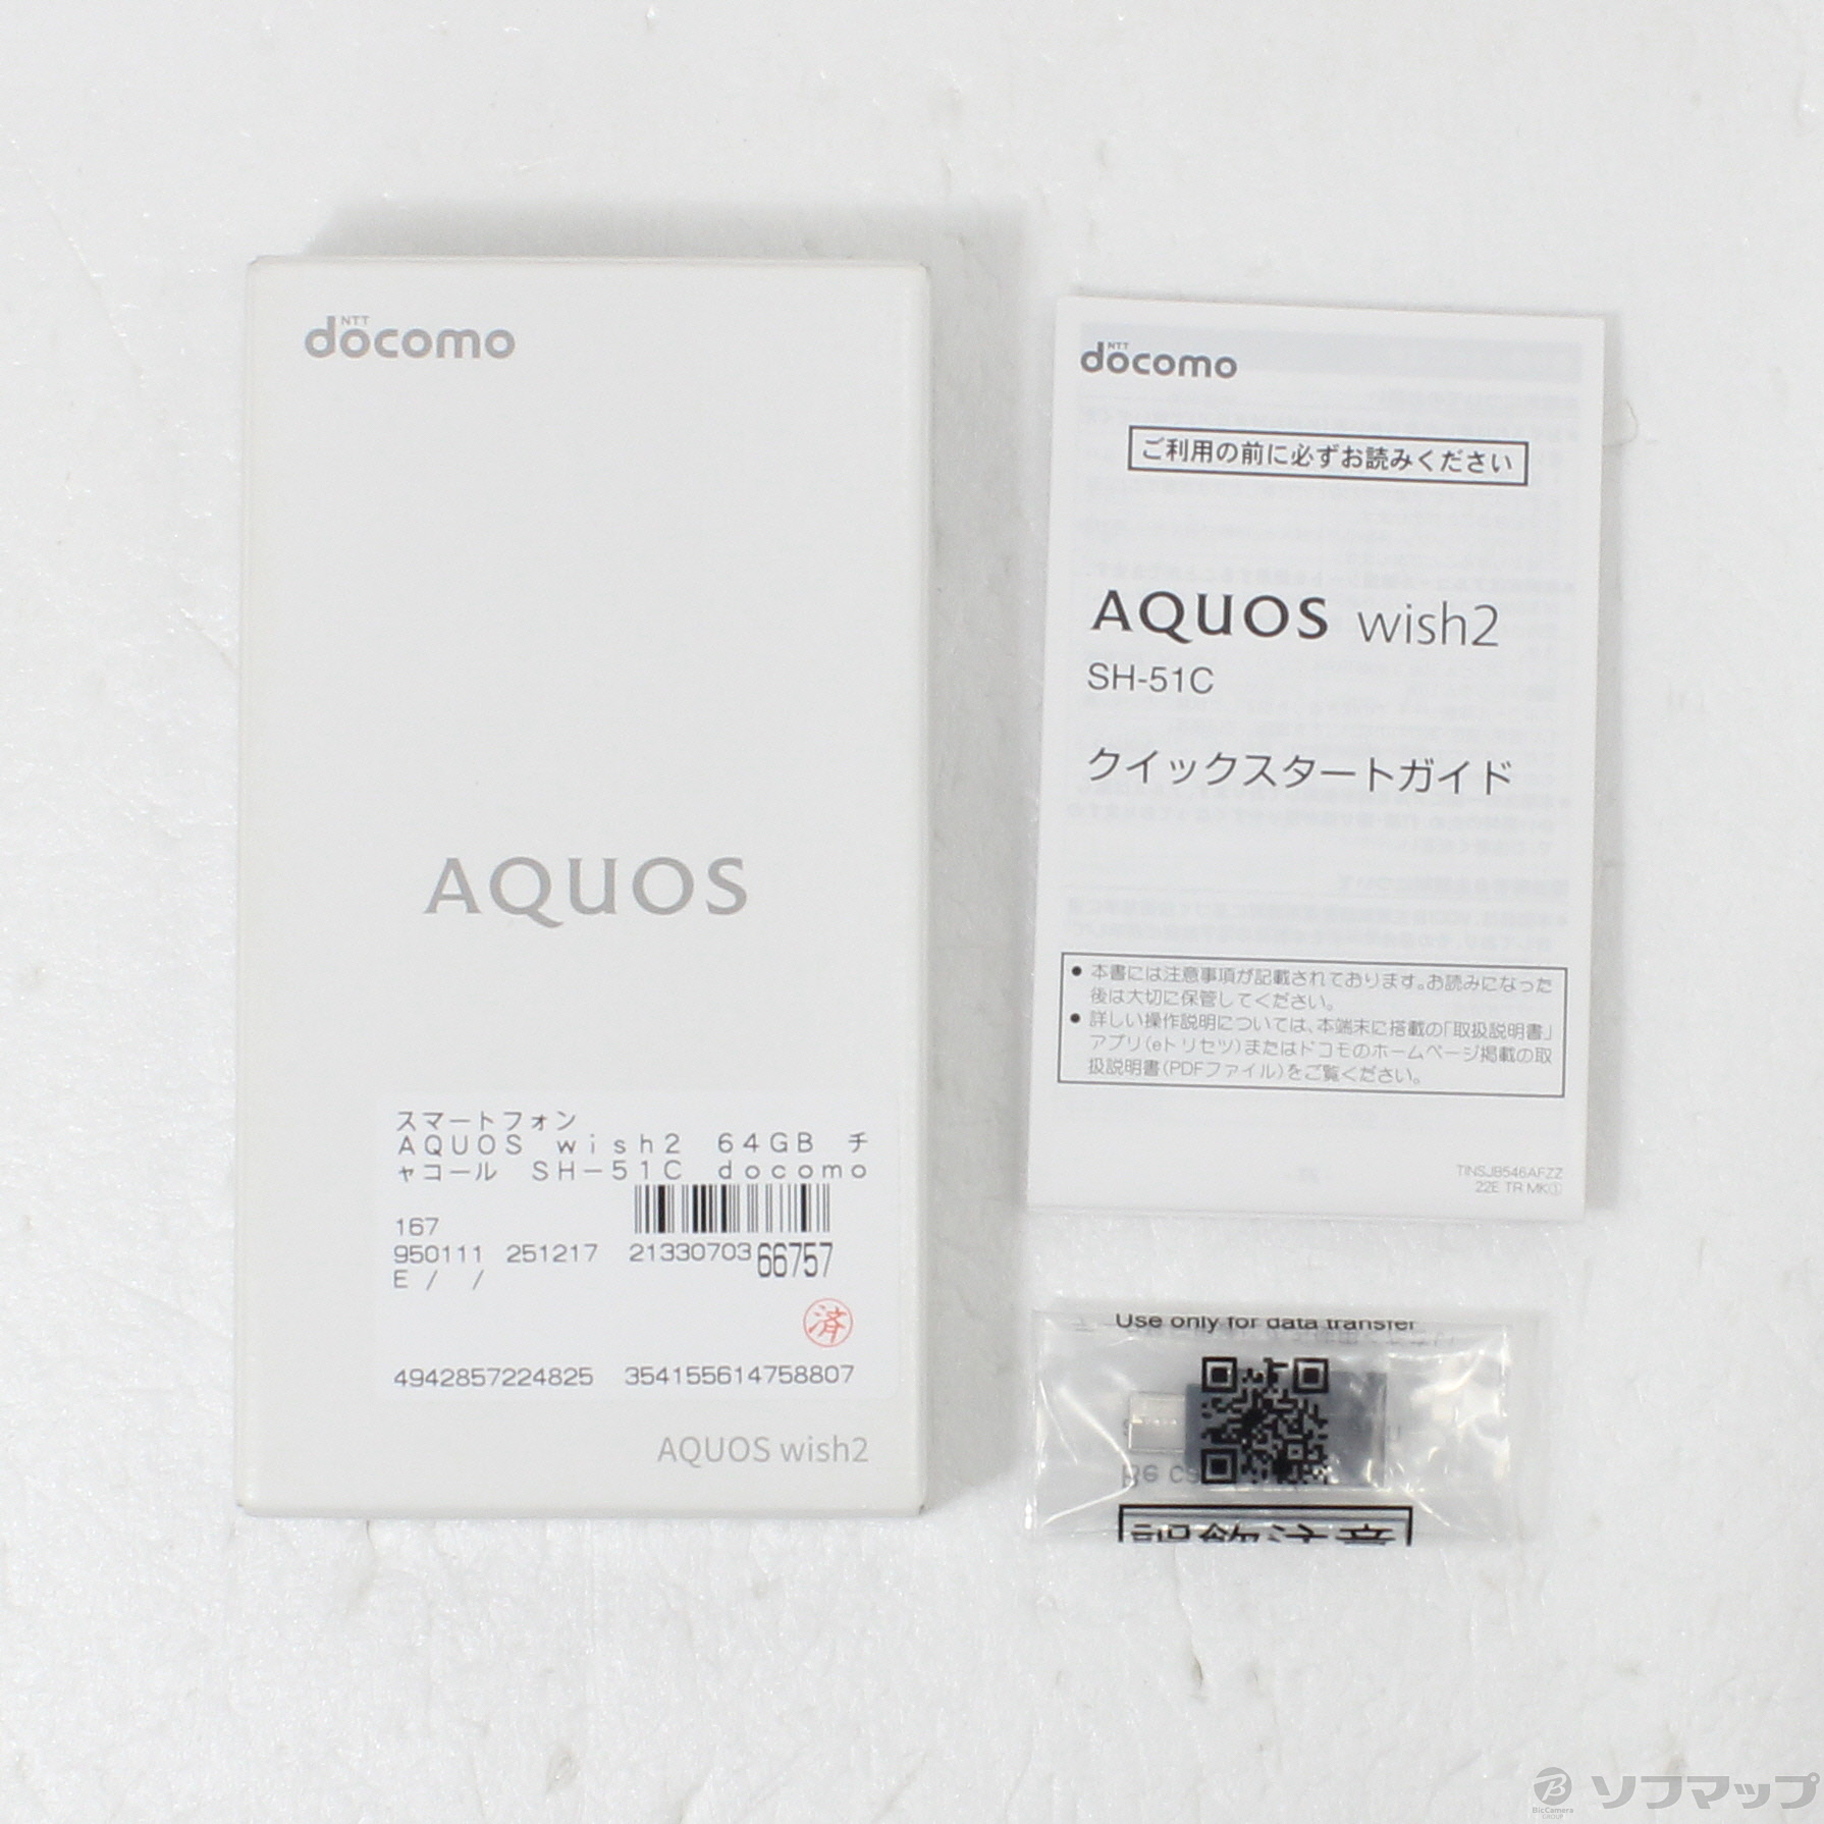 NTT
docomo
AQUOS
スマートフォン
AQUOS wish2 64GB チ
ャコール SH-51C docomo
167
950111 251217 2133070366757
E / /
済
4942857224825 354155614758807
AQUOS wish2
NTT
docomo
ご利用の前に必ずお読みください
AQUOS wish2
SH-51C
クイックスタートガイド
● 本書には注意事項が記載されております。お読みになった
後は大切に保管してください。
● 詳しい操作説明については、本端末に搭載の「取扱説明書」
アプリ(eトリセツ)またはドコモのホームページ掲載の取
扱説明書(PDFファイル)をご覧ください。
TINSJB546AFZZ
22E TR MK①
Use only for data transfer
誤飲注意
BicCamera
GROUP
ソフマップ